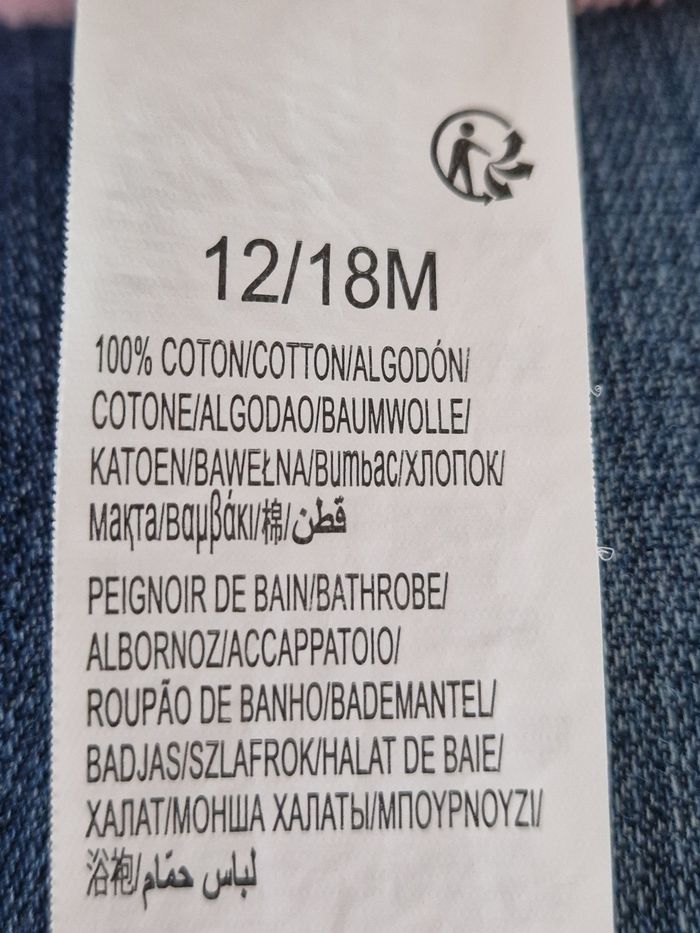 12/18M
100% COTON/COTTON/ALGODÓN/
COTONE/ALGODAO/BAUMWOLLE/
KATOEN/BAWEŁNA/Bumbac/ХЛОПОК/
Мақта/Βαμβάκι/棉/قطن
PEIGNOIR DE BAIN/BATHROBE/
ALBORNOZ/ACCAPPATOIO/
ROUPÃO DE BANHO/BADEMANTEL/
BADJAS/SZLAFROK/HALAT DE BAIE/
ХАЛАТ/МОНША ХАЛАТЫ/ΜΠΟΥΡΝΟΥΖΙ/
浴袍/لباس حمّام